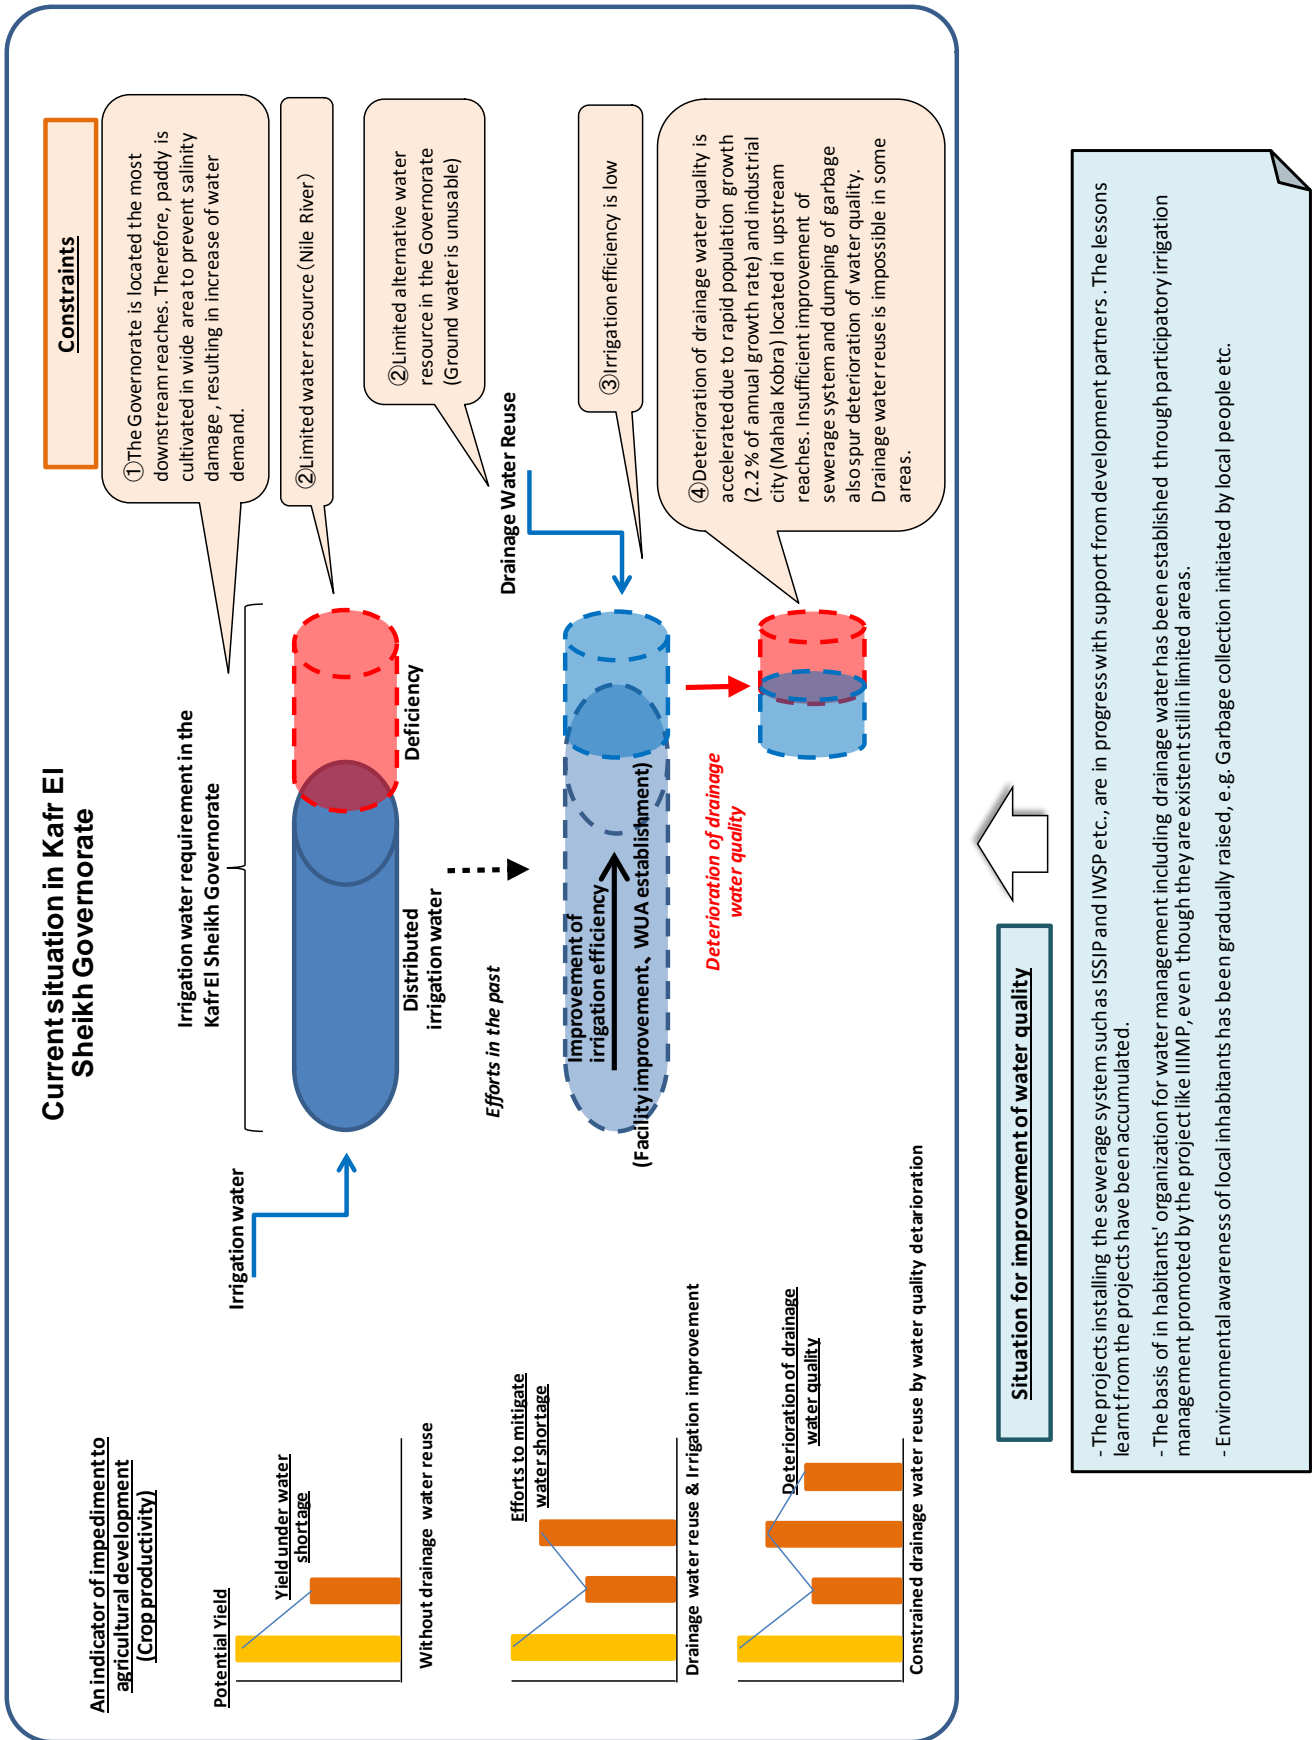 Current situation in Kafr El
Sheikh Governorate
Constraints
An indicator of impediment to
agricultural development
(Crop productivity)
Potential Yield
Yield under water
shortage
Without drainage water reuse
Irrigation water
Irrigation water requirement in the
Kafr El Sheikh Governorate
Distributed
irrigation water
Deficiency
①The Governorate is located the most
downstream reaches. Therefore, paddy is
cultivated in wide area to prevent salinity
damage , resulting in increase of water
demand.
②Limited water resource (Nile River)
②Limited alternative water
resource in the Governorate
(Ground water is unusable)
Efforts in the past
Drainage Water Reuse
Efforts to mitigate
water shortage
Drainage water reuse & Irrigation improvement
Improvement of
irrigation efficiency
(Facility improvement、WUA establishment)
③Irrigation efficiency is low
Deterioration of drainage
water quality
④Deterioration of drainage water quality is
accelerated due to rapid population growth
(2.2% of annual growth rate) and industrial
city (Mahala Kobra) located in upstream
reaches. Insufficient improvement of
sewerage system and dumping of garbage
also spur deterioration of water quality.
Drainage water reuse is impossible in some
areas.
Deterioration of drainage
water quality
Constrained drainage water reuse by water quality detarioration
Situation for improvement of water quality
- The projects installing the sewerage system such as ISSIP and IWSP etc., are in progress with support from development partners . The lessons
learnt from the projects have been accumulated.
- The basis of in habitants' organization for water management including drainage water has been established through participatory irrigation
management promoted by the project like IIIMP, even though they are existent still in limited areas.
- Environmental awareness of local inhabitants has been gradually raised, e.g. Garbage collection initiated by local people etc.